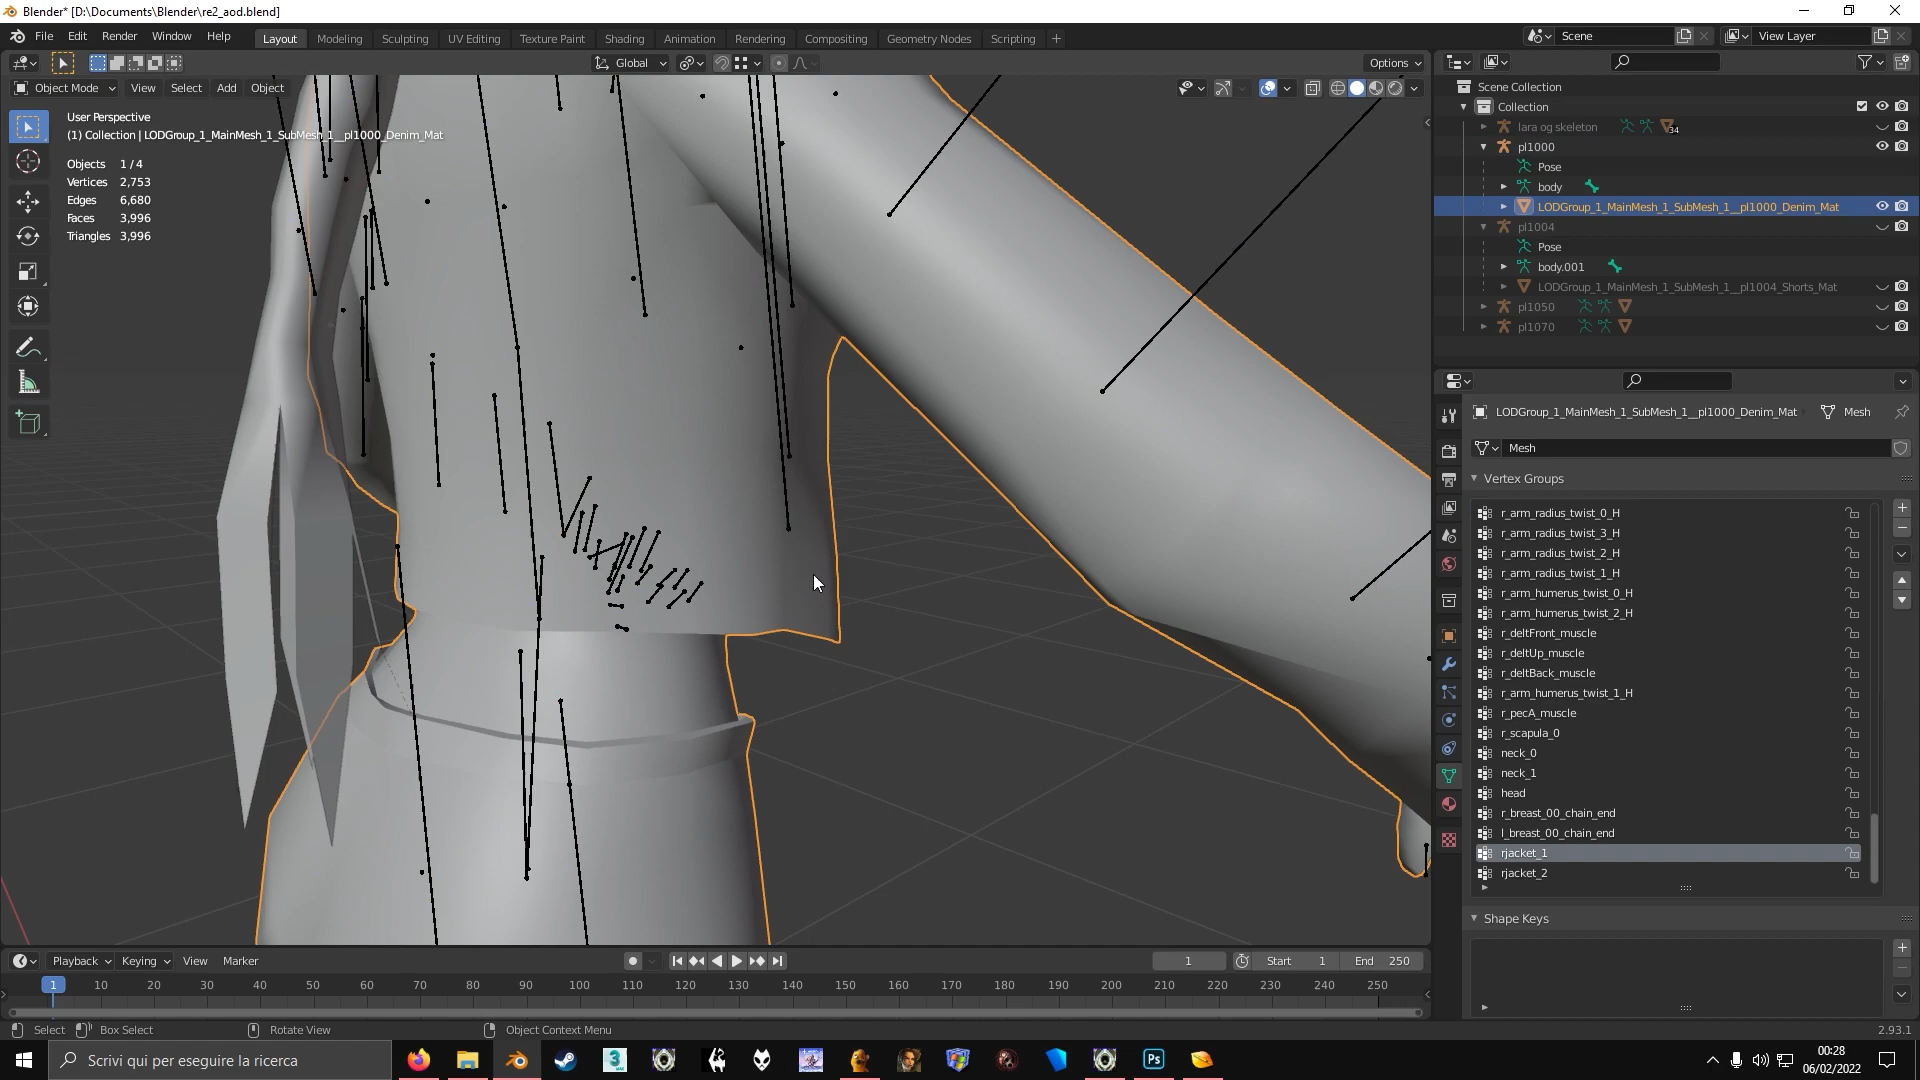 Blender* [D:\Documents\Blender\re2_aod.blend]
File Edit Render Window Help
Layout Modeling Sculpting UV Editing Texture Paint Shading Animation Rendering Compositing Geometry Nodes Scripting +
Scene
View Layer
Global
Options
Object Mode View Select Add Object
User Perspective
(1) Collection | LODGroup_1_MainMesh_1_SubMesh_1__pl1000_Denim_Mat
Objects 1 / 4
Vertices 2,753
Edges 6,680
Faces 3,996
Triangles 3,996
Scene Collection
Collection
lara og skeleton 34
pl1000
Pose
body
LODGroup_1_MainMesh_1_SubMesh_1__pl1000_Denim_Mat
pl1004
Pose
body.001
LODGroup_1_MainMesh_1_SubMesh_1__pl1004_Shorts_Mat
pl1050
pl1070
LODGroup_1_MainMesh_1_SubMesh_1__pl1000_Denim_Mat Mesh
Mesh
Vertex Groups
r_arm_radius_twist_0_H
r_arm_radius_twist_3_H
r_arm_radius_twist_2_H
r_arm_radius_twist_1_H
r_arm_humerus_twist_0_H
r_arm_humerus_twist_2_H
r_deltFront_muscle
r_deltUp_muscle
r_deltBack_muscle
r_arm_humerus_twist_1_H
r_pecA_muscle
r_scapula_0
neck_0
neck_1
head
r_breast_00_chain_end
l_breast_00_chain_end
rjacket_1
rjacket_2
Shape Keys
Playback Keying View Marker
1 Start 1 End 250
1 10 20 30 40 50 60 70 80 90 100 110 120 130 140 150 160 170 180 190 200 210 220 230 240 250
Select Box Select Rotate View Object Context Menu 2.93.1
Scrivi qui per eseguire la ricerca
3
MAX
Ps
00:28
06/02/2022